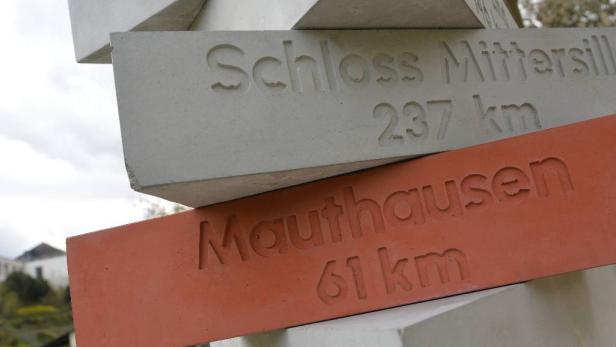 Schloss Mittersill
237 km
Mauthausen
61 km